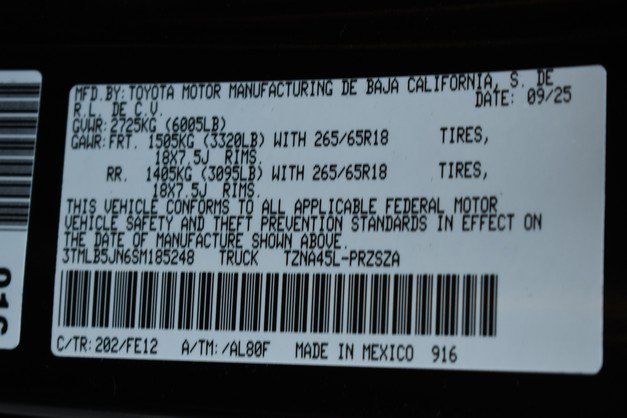 MFD.BY:TOYOTA MOTOR MANUFACTURING DE BAJA CALIFORNIA, S. DE
R.L. DE C.V. DATE: 09/25
GVWR:2725KG (6005LB)
GAWR:FRT. 1505KG (3320LB) WITH 265/65R18 TIRES,
18X7.5J RIMS.
RR. 1405KG (3095LB) WITH 265/65R18 TIRES,
18X7.5J RIMS.
THIS VEHICLE CONFORMS TO ALL APPLICABLE FEDERAL MOTOR
VEHICLE SAFETY AND THEFT PREVENTION STANDARDS IN EFFECT ON
THE DATE OF MANUFACTURE SHOWN ABOVE.
3TMLB5JN6SM185248 TRUCK TZNA45L-PRZSZA
C/TR:202/FE12 A/TM:/AL80F MADE IN MEXICO 916
916